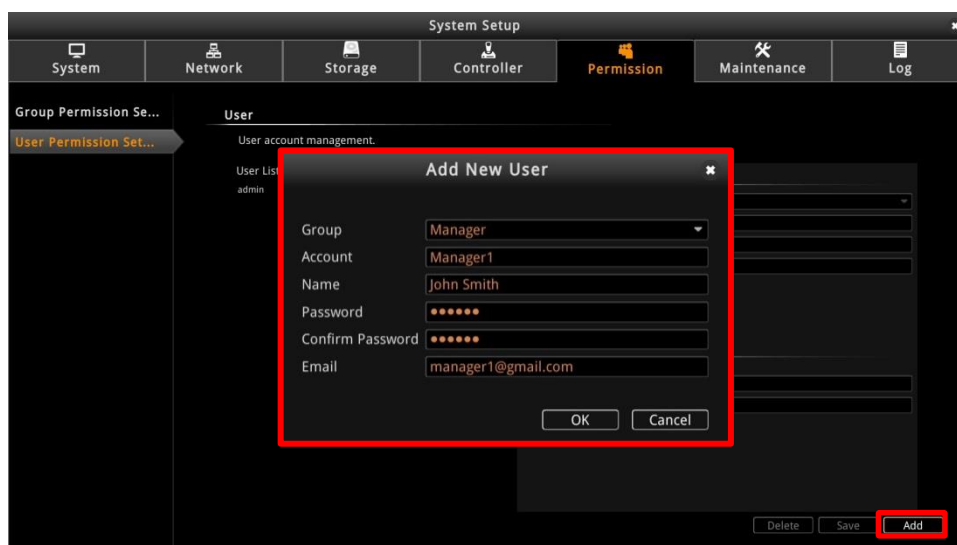 System Setup
System Network Storage Controller Permission Maintenance Log
Group Permission Se...
User Permission Set...
User
User account management.
User List
admin
Add New User
Group Manager
Account Manager1
Name John Smith
Password ••••••
Confirm Password ••••••
Email manager1@gmail.com
OK Cancel
Delete Save Add